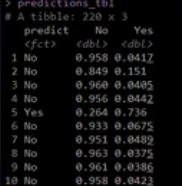 > predictions_tbl
# A tibble: 220 x 3
predict No Yes
<fct> <dbl> <dbl>
1 No 0.958 0.0417
2 No 0.849 0.151
3 No 0.960 0.0405
4 No 0.956 0.0442
5 Yes 0.264 0.736
6 No 0.933 0.0675
7 No 0.951 0.0489
8 No 0.963 0.0375
9 No 0.961 0.0386
10 No 0.958 0.0423